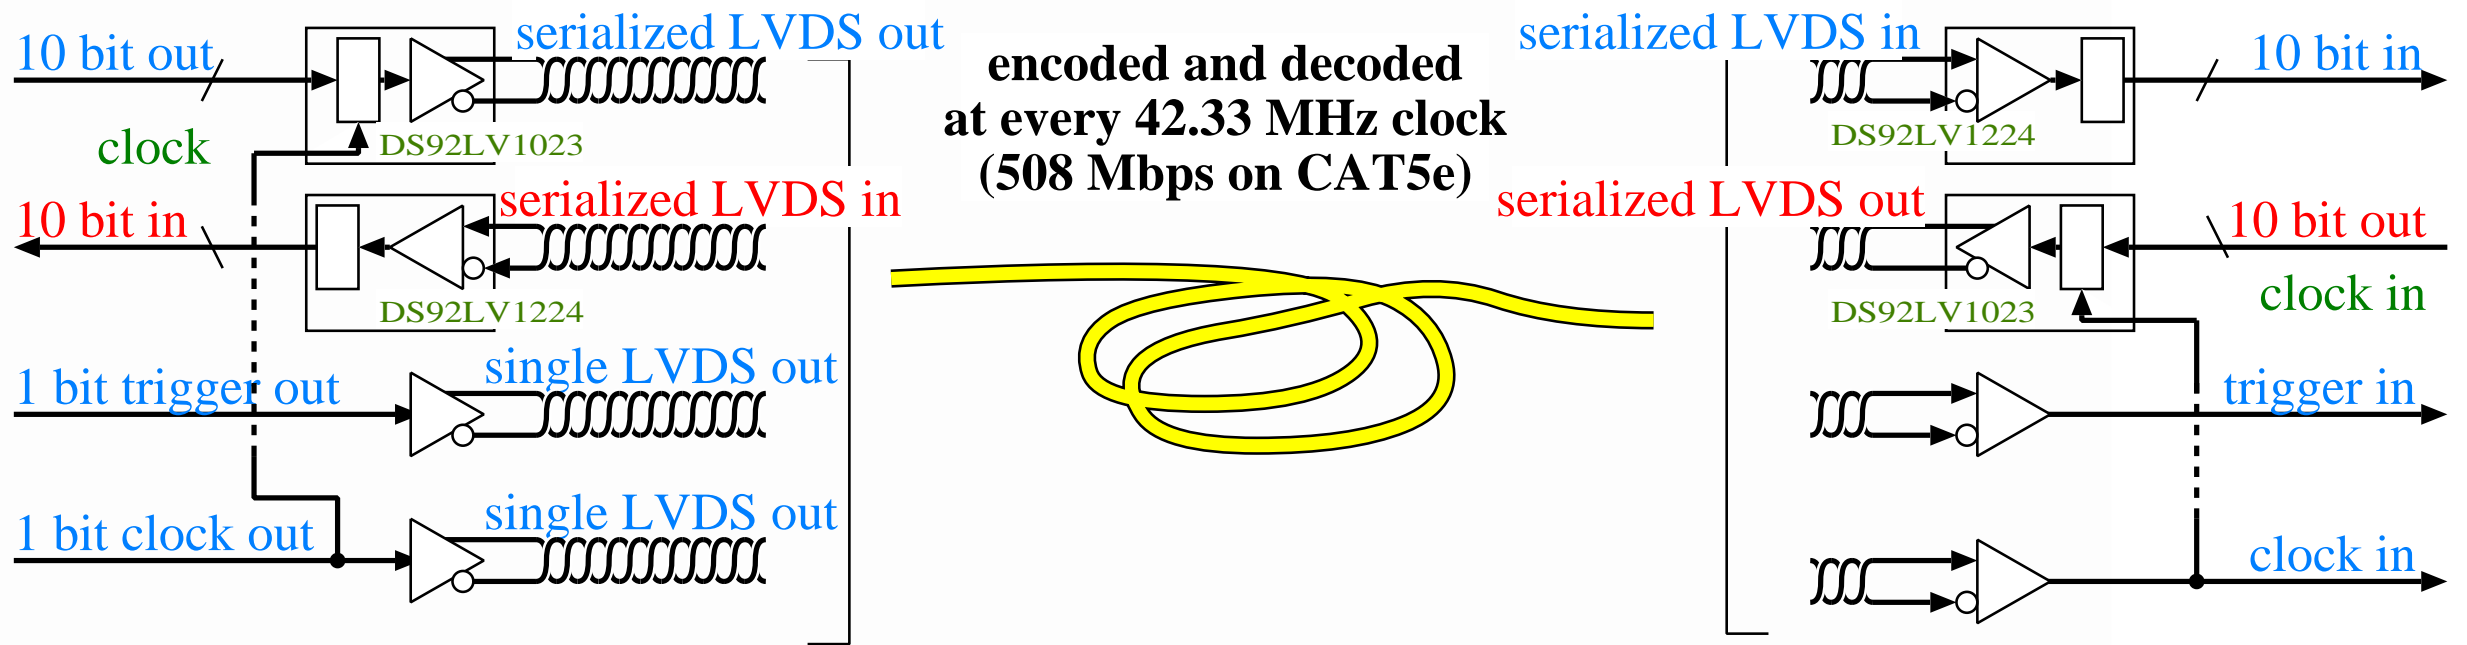 10 bit out
serialized LVDS out
clock
DS92LV1023
10 bit in
serialized LVDS in
DS92LV1224
1 bit trigger out
single LVDS out
1 bit clock out
single LVDS out
encoded and decoded
at every 42.33 MHz clock
(508 Mbps on CAT5e)
serialized LVDS in
10 bit in
DS92LV1224
serialized LVDS out
10 bit out
clock in
DS92LV1023
trigger in
clock in